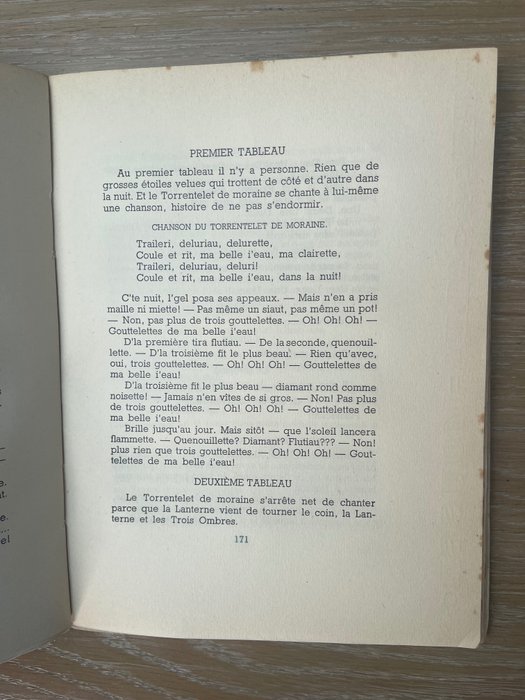 PREMIER TABLEAU
Au premier tableau il n'y a personne. Rien que de
grosses étoiles velues qui trottent de côté et d'autre dans
la nuit. Et le Torrentelet de moraine se chante à lui-même
une chanson, histoire de ne pas s'endormir.
CHANSON DU TORRENTELET DE MORAINE.
Traileri, deluriau, delurette,
Coule et rit, ma belle i'eau, ma clairette,
Traileri, deluriau, deluri!
Coule et rit, ma belle i'eau, dans la nuit!
C'te nuit, l'gel posa ses appeaux. — Mais n'en a pris
maille ni miette! — Pas même un siaut, pas même un pot!
— Non, pas plus de trois gouttelettes. — Oh! Oh! Oh! —
Gouttelettes de ma belle i'eau!
D'la première tira flutiau. — De la seconde, quenouil-
lette. — D'la troisième fit le plus beau. — Rien qu'avec,
oui, trois gouttelettes. — Oh! Oh! Oh! — Gouttelettes de
ma belle i'eau!
D'la troisième fit le plus beau — diamant rond comme
noisette! — Jamais n'en vîtes de si gros. — Non! Pas plus
de trois gouttelettes. — Oh! Oh! Oh! — Gouttelettes de
ma belle i'eau!
Brille jusqu'au jour. Mais sitôt — que l'soleil lancera
flammette. — Quenouillette? Diamant? Flutiau??? — Non!
plus rien que trois gouttelettes. — Oh! Oh! Oh! — Gout-
telettes de ma belle i'eau!
DEUXIÈME TABLEAU
Le Torrentelet de moraine s'arrête net de chanter
parce que la Lanterne vient de tourner le coin, la Lan-
terne et les Trois Ombres.
171